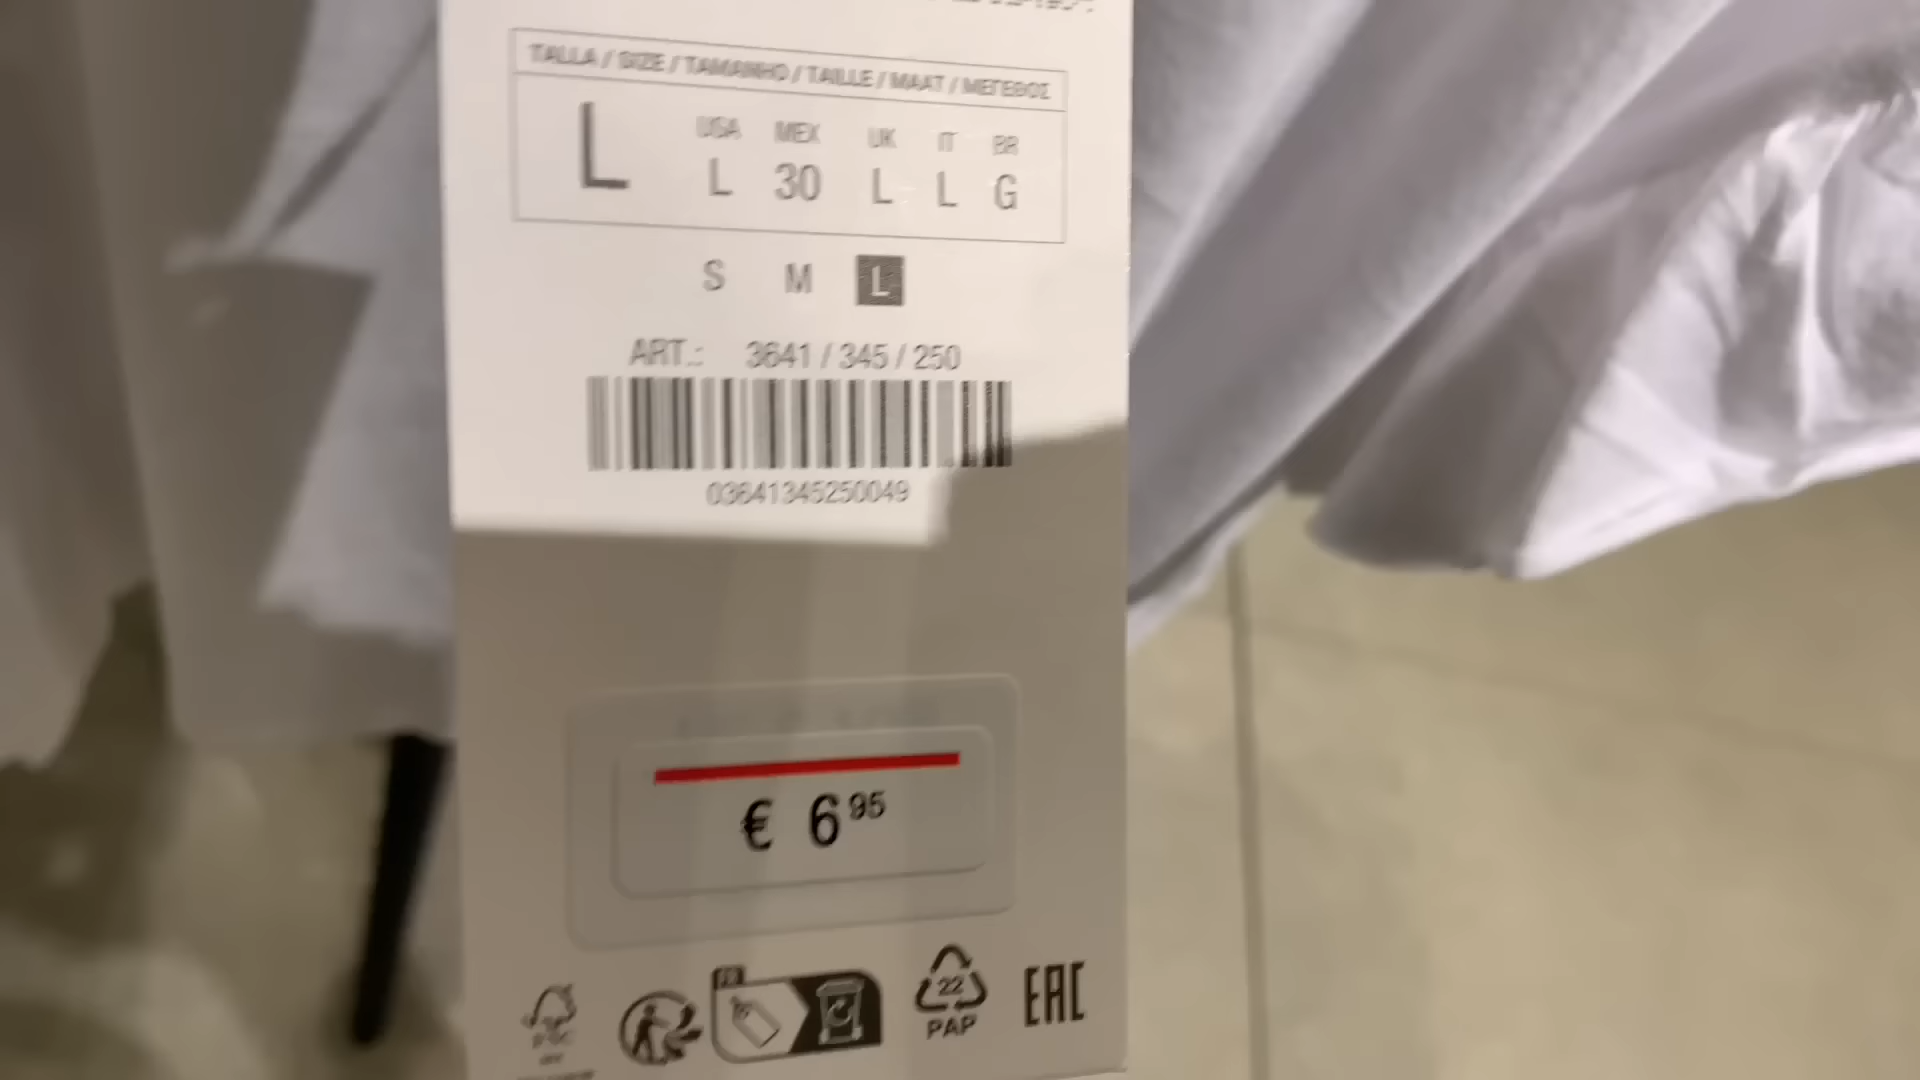 TALLA / SIZE / TAMANHO / TAILLE / MAAT / ΜΕΓΕΘΟΣ
USA MEX UK IT BR
L L 30 L L G
S M L
ART.: 3641 / 345 / 250
03641345250049
€ 6 95
22
PAP
EAC